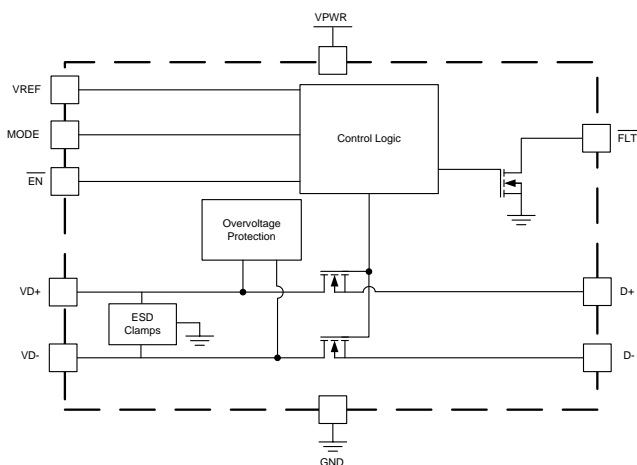 VPWR
VREF
MODE
EN
Control Logic
FLT
Overvoltage
Protection
VD+
D+
ESD
Clamps
VD-
D-
GND